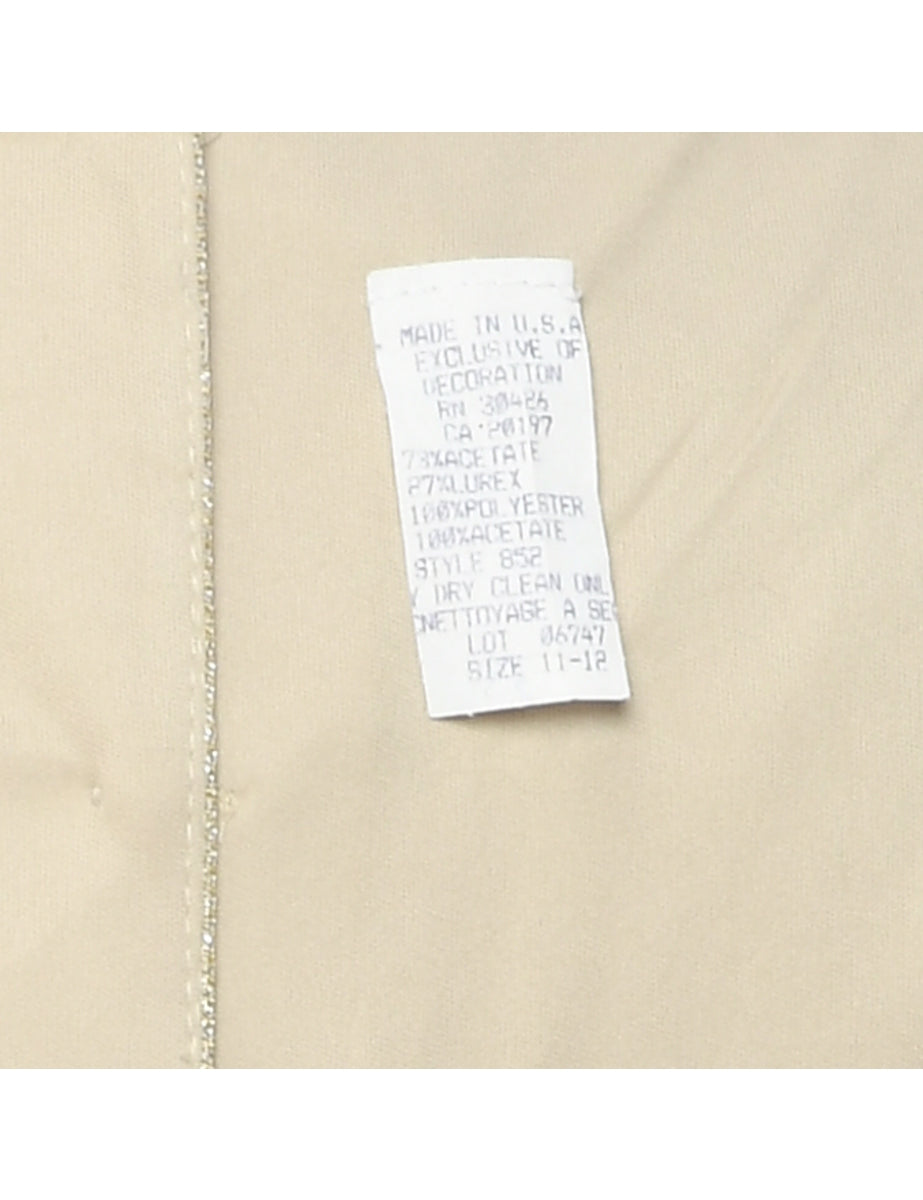 MADE IN U.S.A
EXCLUSIVE OF
DECORATION
RN 30426
CA 20197
73%ACETATE
27%LUREX
100%POLYESTER
100%ACETATE
STYLE 852
Y DRY CLEAN ONL
CNETTOYAGE A SE
LOT 06747
SIZE 11-12